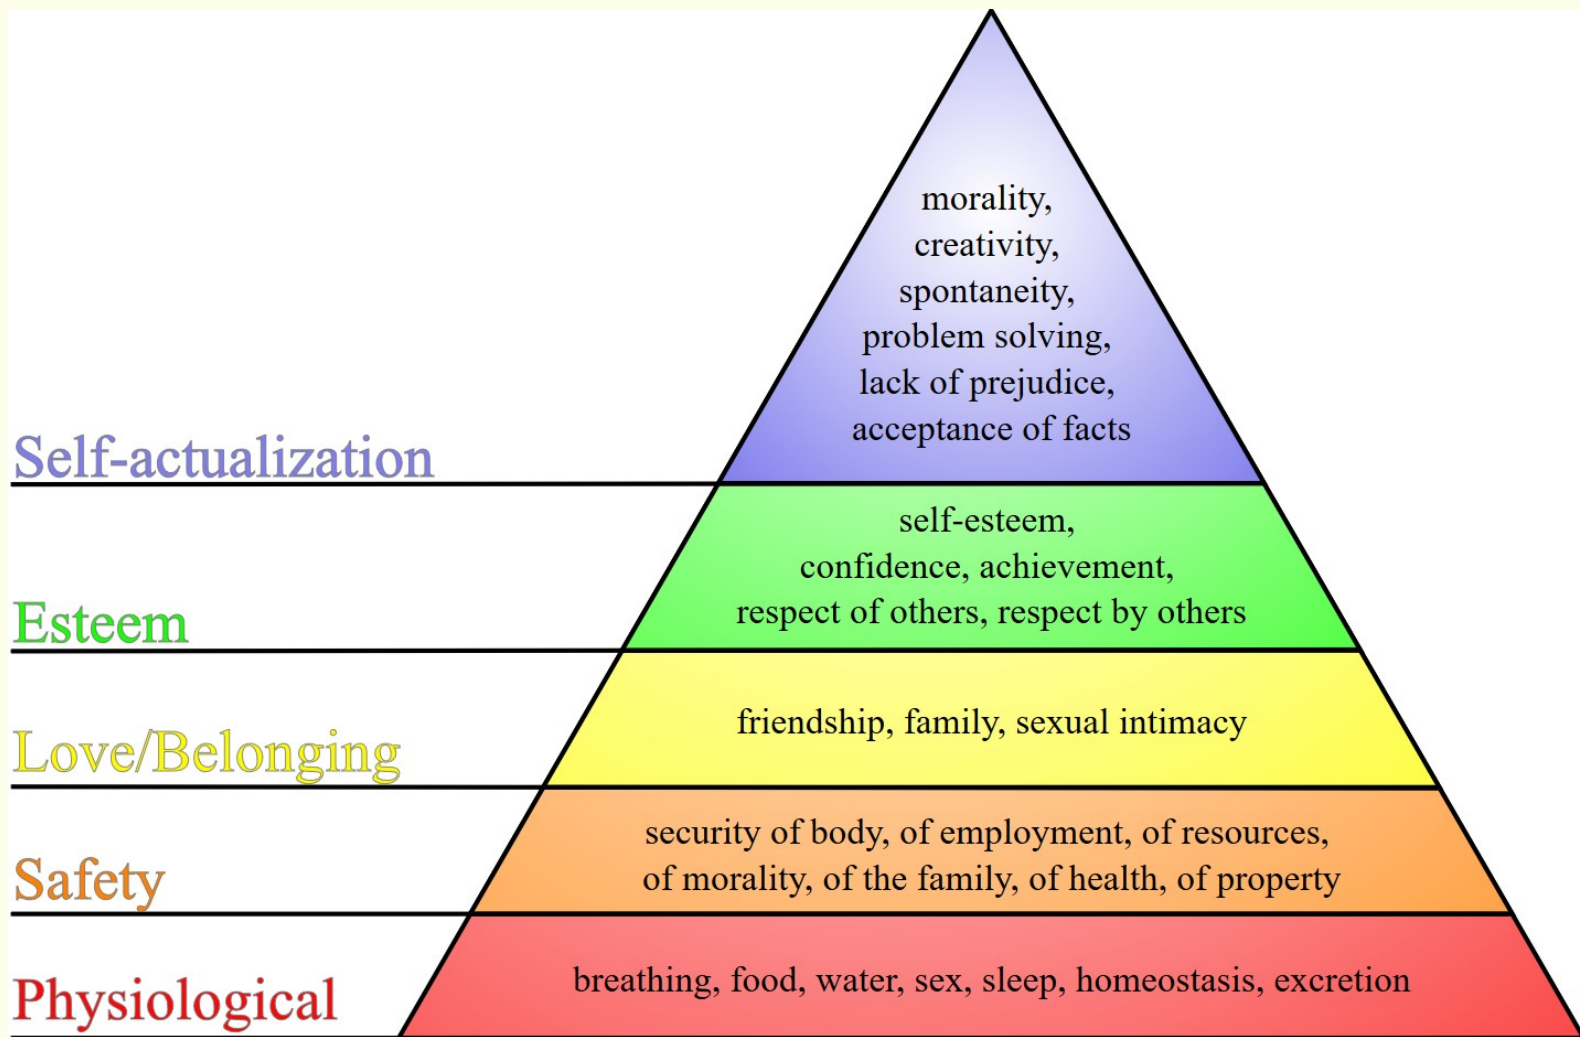 morality,
creativity,
spontaneity,
problem solving,
lack of prejudice,
acceptance of facts
Self-actualization
self-esteem,
confidence, achievement,
respect of others, respect by others
Esteem
friendship, family, sexual intimacy
Love/Belonging
security of body, of employment, of resources,
of morality, of the family, of health, of property
Safety
breathing, food, water, sex, sleep, homeostasis, excretion
Physiological